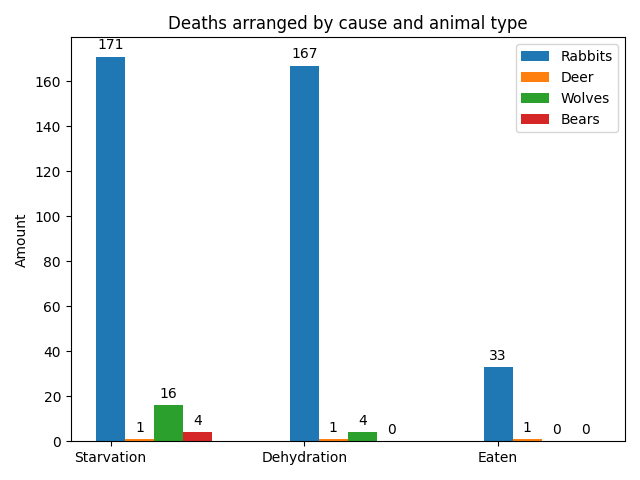 Deaths arranged by cause and animal type
171
167
33
1
16
4
1
4
0
1
0
0
Rabbits
Deer
Wolves
Bears
Amount
160
140
120
100
80
60
40
20
0
Starvation
Dehydration
Eaten